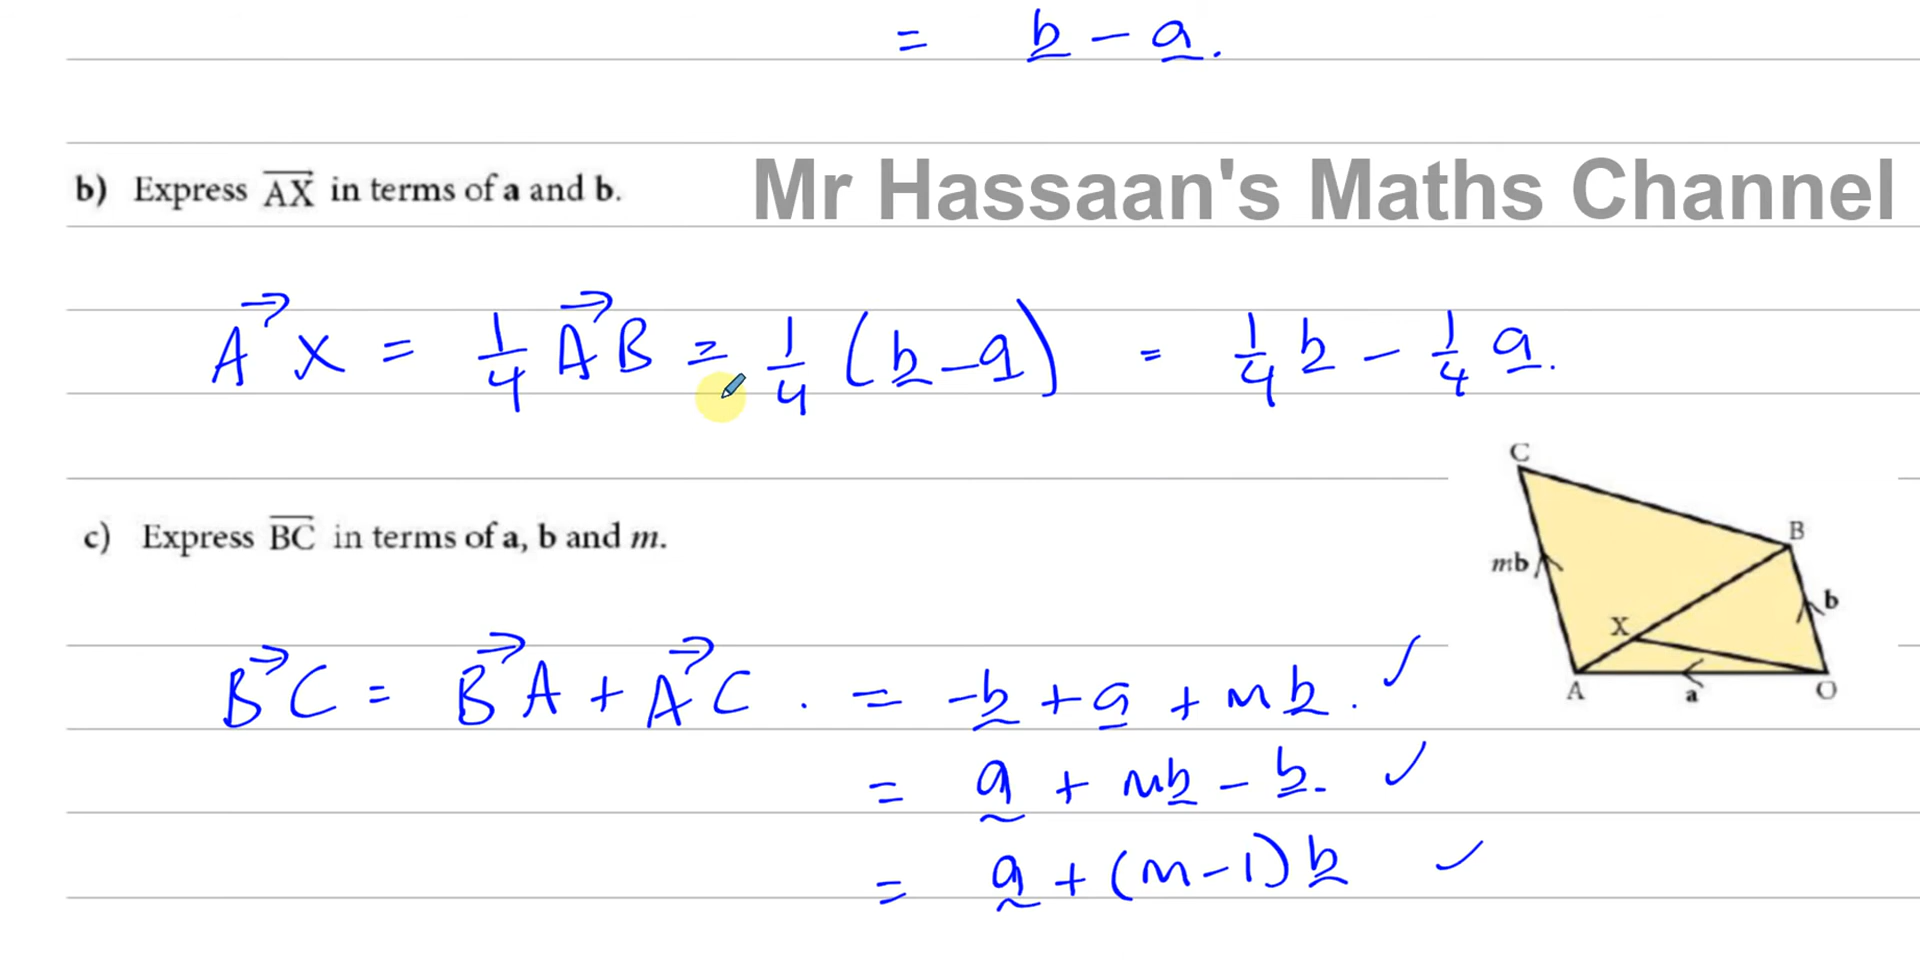 = b - a.
b) Express AX in terms of a and b.
Mr Hassaan's Maths Channel
AX = 1/4 AB = 1/4 (b - a) = 1/4 b - 1/4 a.
C
B
c) Express BC in terms of a, b and m.
mb
b
X
A
a
O
BC = BA + AC . = -b + a + mb. ✓
= a + mb - b. ✓
= a + (m-1)b ✓